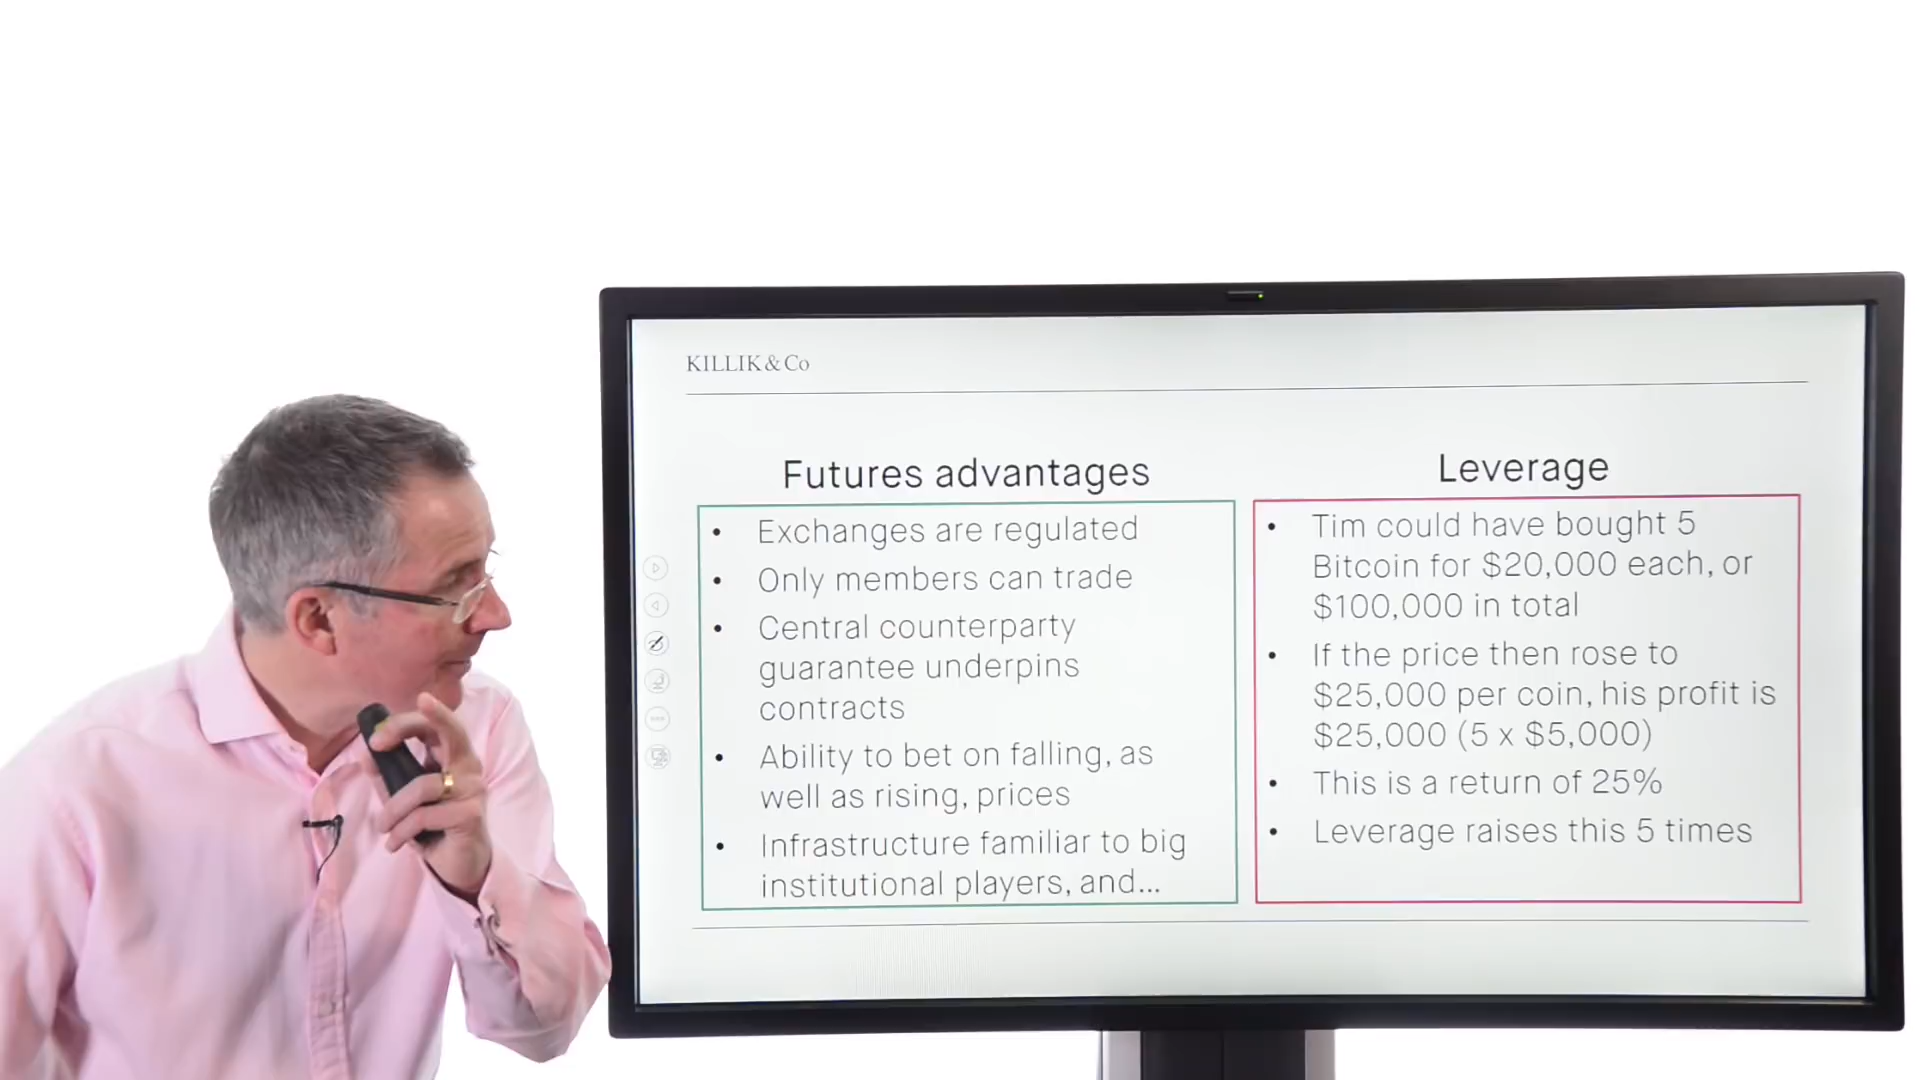 KILLIK & Co
Futures advantages
• Exchanges are regulated
• Only members can trade
• Central counterparty
guarantee underpins
contracts
• Ability to bet on falling, as
well as rising, prices
• Infrastructure familiar to big
institutional players, and...
Leverage
• Tim could have bought 5
Bitcoin for $20,000 each, or
$100,000 in total
• If the price then rose to
$25,000 per coin, his profit is
$25,000 (5 x $5,000)
• This is a return of 25%
• Leverage raises this 5 times